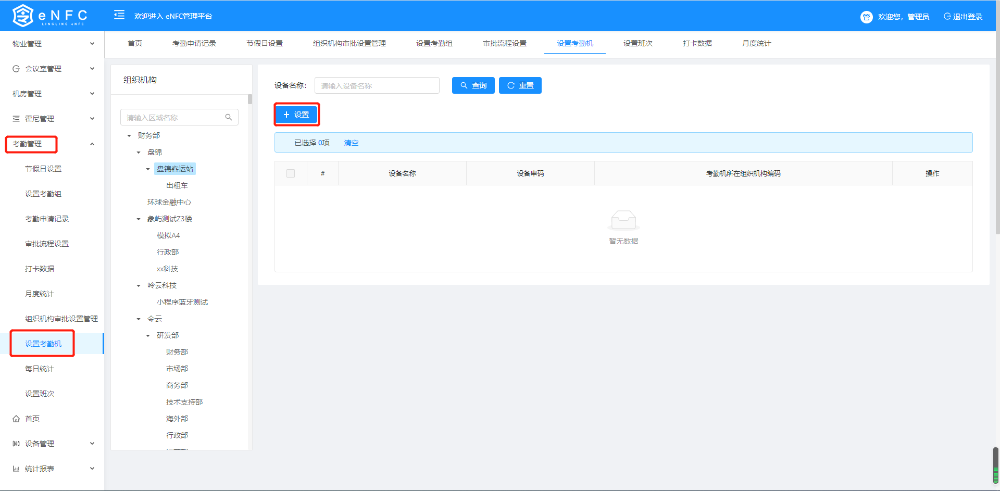 eNFC
LINGLING eNFC
欢迎进入 eNFC管理平台
管
欢迎您，管理员
退出登录
物业管理
会议室管理
机房管理
霍尼管理
考勤管理
节假日设置
设置考勤组
考勤申请记录
审批流程设置
打卡数据
月度统计
组织机构审批设置管理
设置考勤机
每日统计
设置班次
首页
设备管理
统计报表
首页
考勤申请记录
节假日设置
组织机构审批设置管理
设置考勤组
审批流程设置
设置考勤机
设置班次
打卡数据
月度统计
组织机构
请输入区域名称
财务部
盘锦
盘锦客运站
出租车
环球金融中心
象屿测试Z3楼
模拟A4
行政部
xx科技
呤云科技
小程序蓝牙测试
令云
研发部
财务部
市场部
商务部
技术支持部
海外部
行政部
设备名称：
请输入设备名称
查询
重置
设置
已选择 0项
清空
#
设备名称
设备串码
考勤机所在组织机构编码
操作
暂无数据